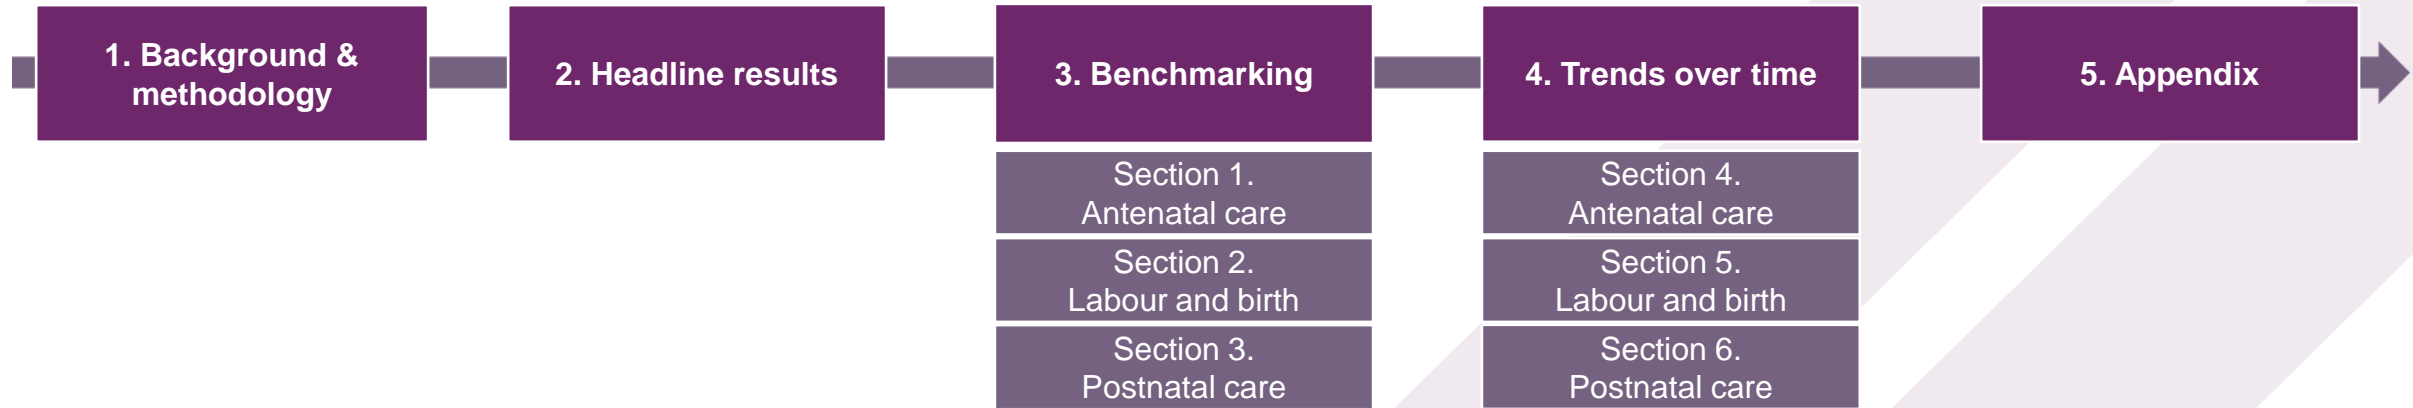 1. Background &
methodology
2. Headline results
3. Benchmarking
Section 1.
Antenatal care
Section 2.
Labour and birth
Section 3.
Postnatal care
4. Trends over time
Section 4.
Antenatal care
Section 5.
Labour and birth
Section 6.
Postnatal care
5. Appendix